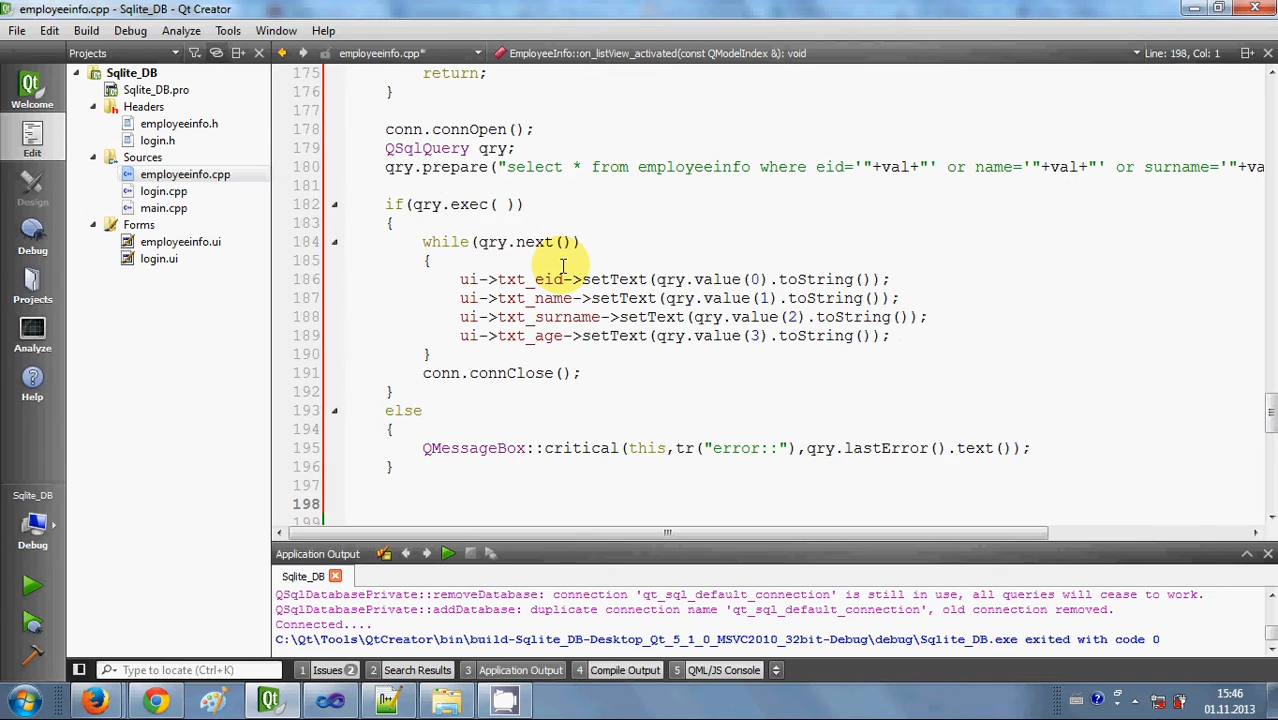 employeeinfo.cpp - Sqlite_DB - Qt Creator
File Edit Build Debug Analyze Tools Window Help
Projects employeeinfo.cpp* EmployeeInfo::on_listView_activated(const QModelIndex &): void Line: 198, Col: 1
Welcome
Edit
Design
Debug
Projects
Analyze
Help
Sqlite_DB
Debug
Sqlite_DB
Sqlite_DB.pro
Headers
employeeinfo.h
login.h
Sources
employeeinfo.cpp
login.cpp
main.cpp
Forms
employeeinfo.ui
login.ui
175 return;
176 }
177
178 conn.connOpen();
179 QSqlQuery qry;
180 qry.prepare("select * from employeeinfo where eid='"+val+"' or name='"+val+"' or surname='"+va
181
182 if(qry.exec( ))
183 {
184 while(qry.next())
185 {
186 ui->txt_eid->setText(qry.value(0).toString());
187 ui->txt_name->setText(qry.value(1).toString());
188 ui->txt_surname->setText(qry.value(2).toString());
189 ui->txt_age->setText(qry.value(3).toString());
190 }
191 conn.connClose();
192 }
193 else
194 {
195 QMessageBox::critical(this,tr("error::"),qry.lastError().text());
196 }
197
198
199
Application Output
Sqlite_DB
QSqlDatabasePrivate::removeDatabase: connection 'qt_sql_default_connection' is still in use, all queries will cease to work.
QSqlDatabasePrivate::addDatabase: duplicate connection name 'qt_sql_default_connection', old connection removed.
Connected....
C:\Qt\Tools\QtCreator\bin\build-Sqlite_DB-Desktop_Qt_5_1_0_MSVC2010_32bit-Debug\debug\Sqlite_DB.exe exited with code 0
Type to locate (Ctrl+K) 1 Issues 2 2 Search Results 3 Application Output 4 Compile Output 5 QML/JS Console
15:46
01.11.2013